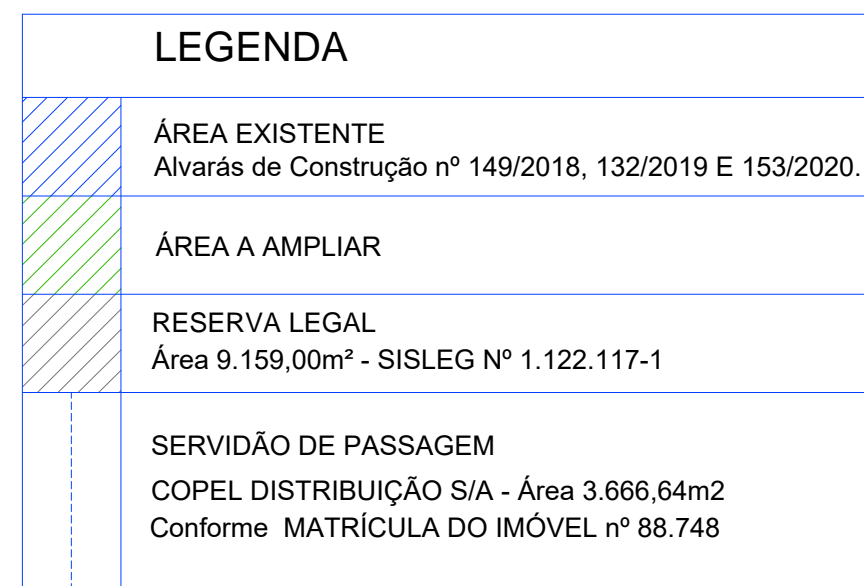 LEGENDA
ÁREA EXISTENTE
Alvarás de Construção nº 149/2018, 132/2019 E 153/2020.
ÁREA A AMPLIAR
RESERVA LEGAL
Área 9.159,00m² - SISLEG Nº 1.122.117-1
SERVIDÃO DE PASSAGEM
COPEL DISTRIBUIÇÃO S/A - Área 3.666,64m2
Conforme MATRÍCULA DO IMÓVEL nº 88.748